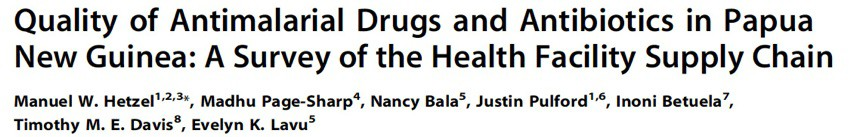 Quality of Antimalarial Drugs and Antibiotics in Papua
New Guinea: A Survey of the Health Facility Supply Chain
Manuel W. Hetzel1,2,3*, Madhu Page-Sharp4, Nancy Bala5, Justin Pulford1,6, Inoni Betuela7,
Timothy M. E. Davis8, Evelyn K. Lavu5